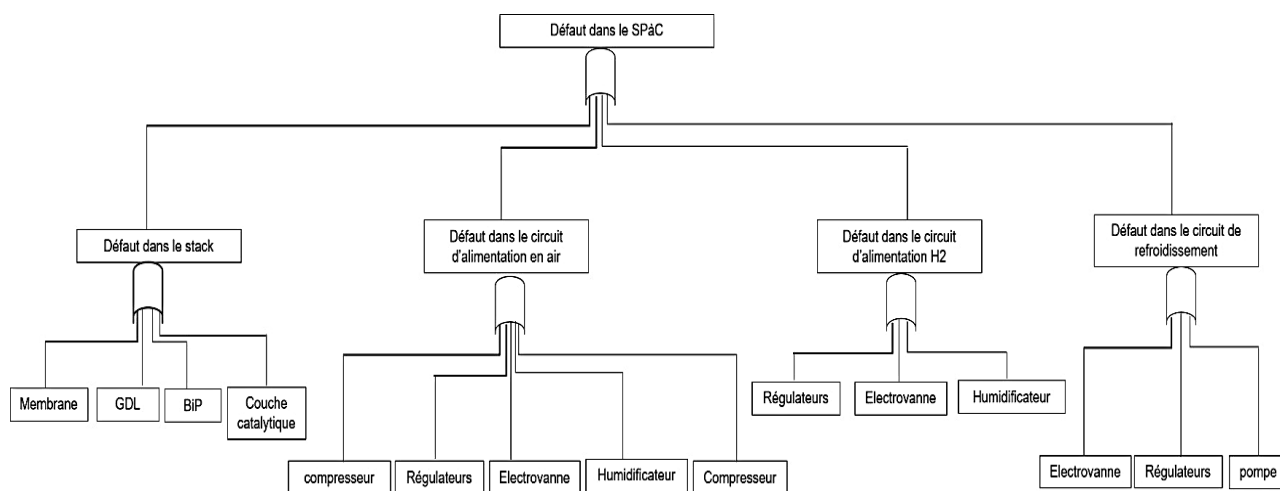 Défaut dans le SPàC
Défaut dans le stack
Défaut dans le circuit
d'alimentation en air
Défaut dans le circuit
d'alimentation H2
Défaut dans le circuit de
refroidissement
Membrane
GDL
BiP
Couche
catalytique
compresseur
Régulateurs
Electrovanne
Humidificateur
Compresseur
Régulateurs
Electrovanne
Humidificateur
Electrovanne
Régulateurs
pompe